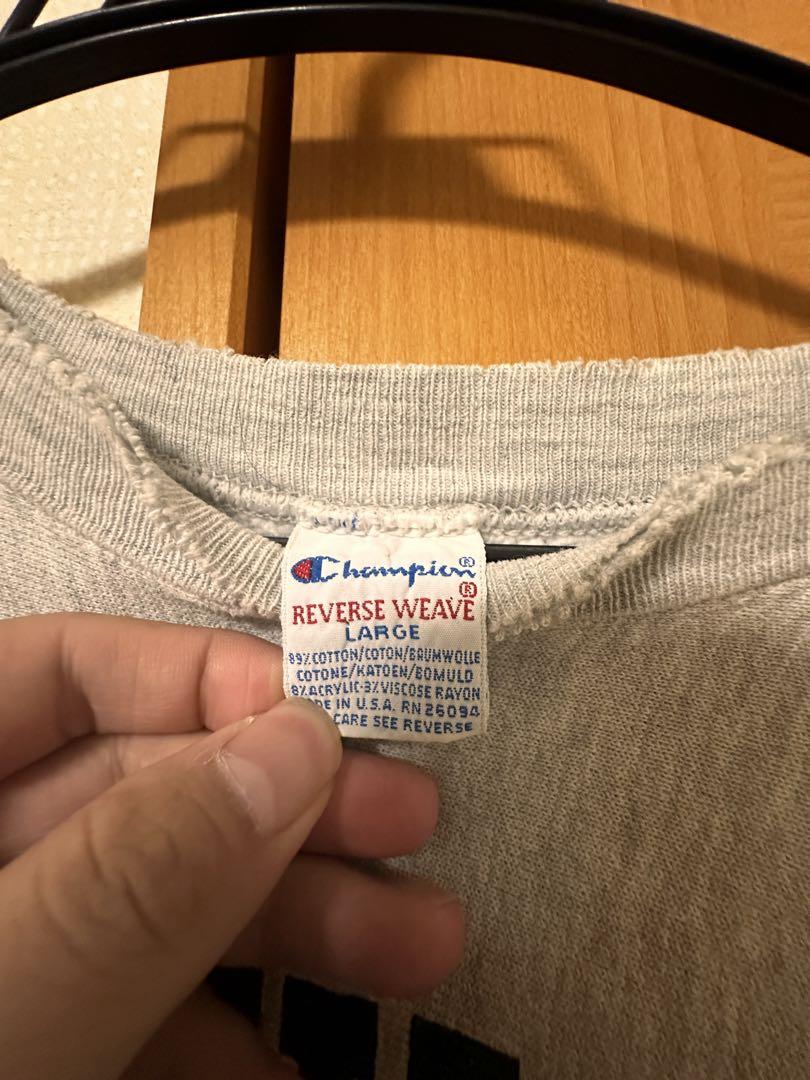 Champion®
REVERSE WEAVE®
LARGE
89% COTTON/COTON/BAUMWOLLE
COTONE/KATOEN/BOMULD
8% ACRYLIC-3% VISCOSE RAYON
DE IN U.S.A. RN 26094
CARE SEE REVERSE